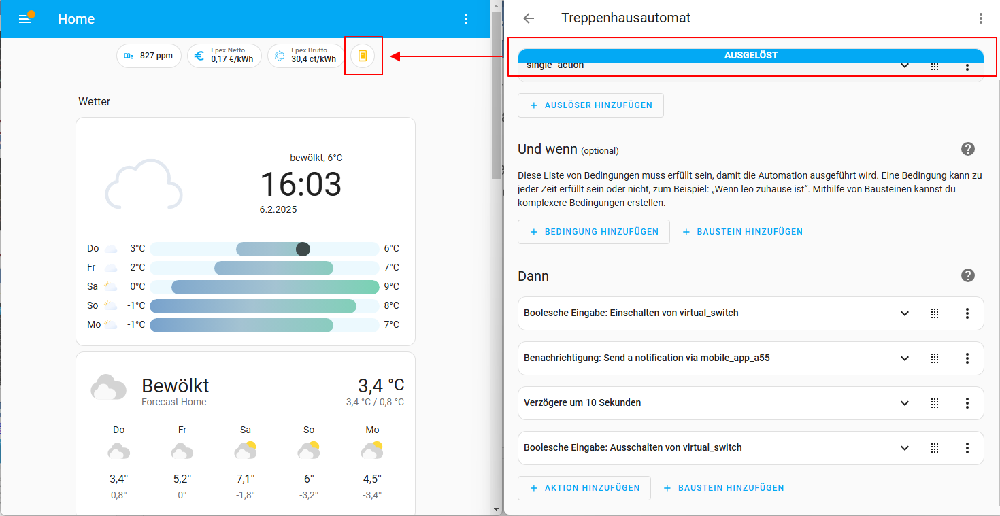 Home
CO₂ 827 ppm
Epex Netto
0,17 €/kWh
Epex Brutto
30,4 ct/kWh
Wetter
bewölkt, 6°C
16:03
6.2.2025
Do 3°C 6°C
Fr 2°C 7°C
Sa 0°C 9°C
So -1°C 8°C
Mo -1°C 7°C
Bewölkt 3,4 °C
Forecast Home 3,4 °C / 0,8 °C
Do Fr Sa So Mo
3,4° 5,2° 7,1° 6° 4,5°
0,8° 0° -1,8° -3,2° -3,4°
Treppenhausautomat
AUSGELÖST
"single" action
+ AUSLÖSER HINZUFÜGEN
Und wenn (optional)
Diese Liste von Bedingungen muss erfüllt sein, damit die Automation ausgeführt wird. Eine Bedingung kann zu
jeder Zeit erfüllt sein oder nicht, zum Beispiel: „Wenn leo zuhause ist“. Mithilfe von Bausteinen kannst du
komplexere Bedingungen erstellen.
+ BEDINGUNG HINZUFÜGEN + BAUSTEIN HINZUFÜGEN
Dann
Boolesche Eingabe: Einschalten von virtual_switch
Benachrichtigung: Send a notification via mobile_app_a55
Verzögere um 10 Sekunden
Boolesche Eingabe: Ausschalten von virtual_switch
+ AKTION HINZUFÜGEN + BAUSTEIN HINZUFÜGEN